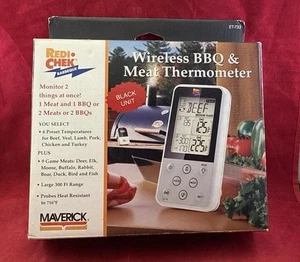 ET-733
REDI
CHEK
BARBECUE
Wireless BBQ &
Meat Thermometer
Monitor 2
things at once!
1 Meat and 1 BBQ or
2 Meats or 2 BBQs
BLACK
UNIT
YOU SELECT
• 6 Preset Temperatures
for Beef, Veal, Lamb, Pork,
Chicken and Turkey
PLUS
• 9 Game Meats: Deer, Elk,
Moose, Buffalo, Rabbit,
Boar, Duck, Bird and Fish
• Large 300 Ft Range
• Probes Heat Resistant
to 716°F
MAVERICK
BEEF